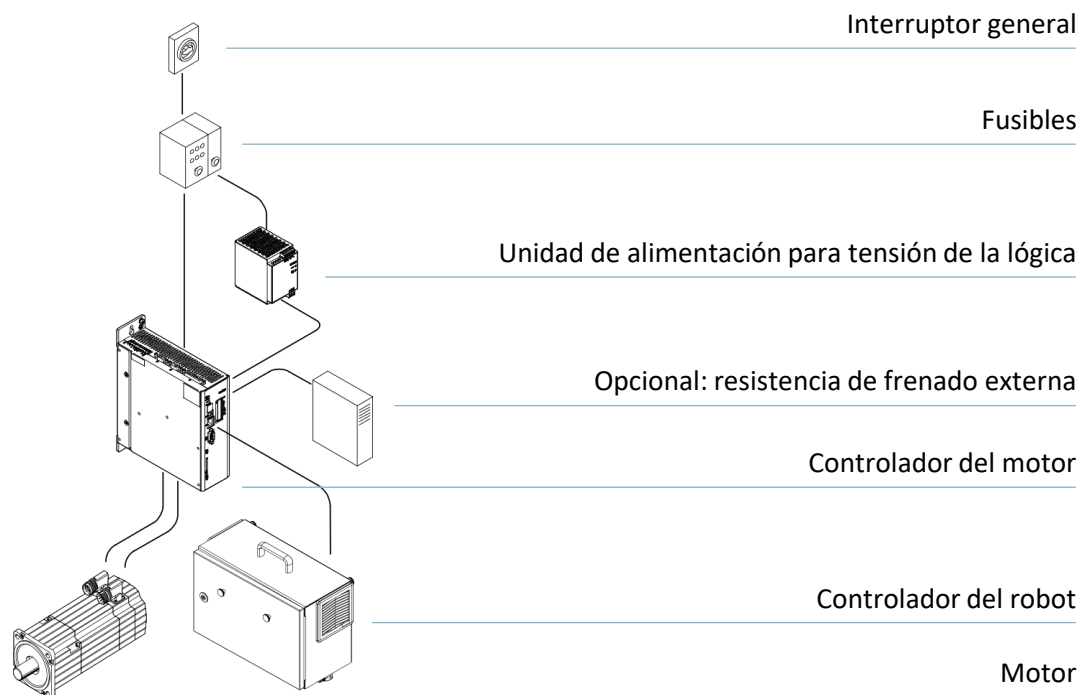 Interruptor general
Fusibles
Unidad de alimentación para tensión de la lógica
Opcional: resistencia de frenado externa
Controlador del motor
Controlador del robot
Motor